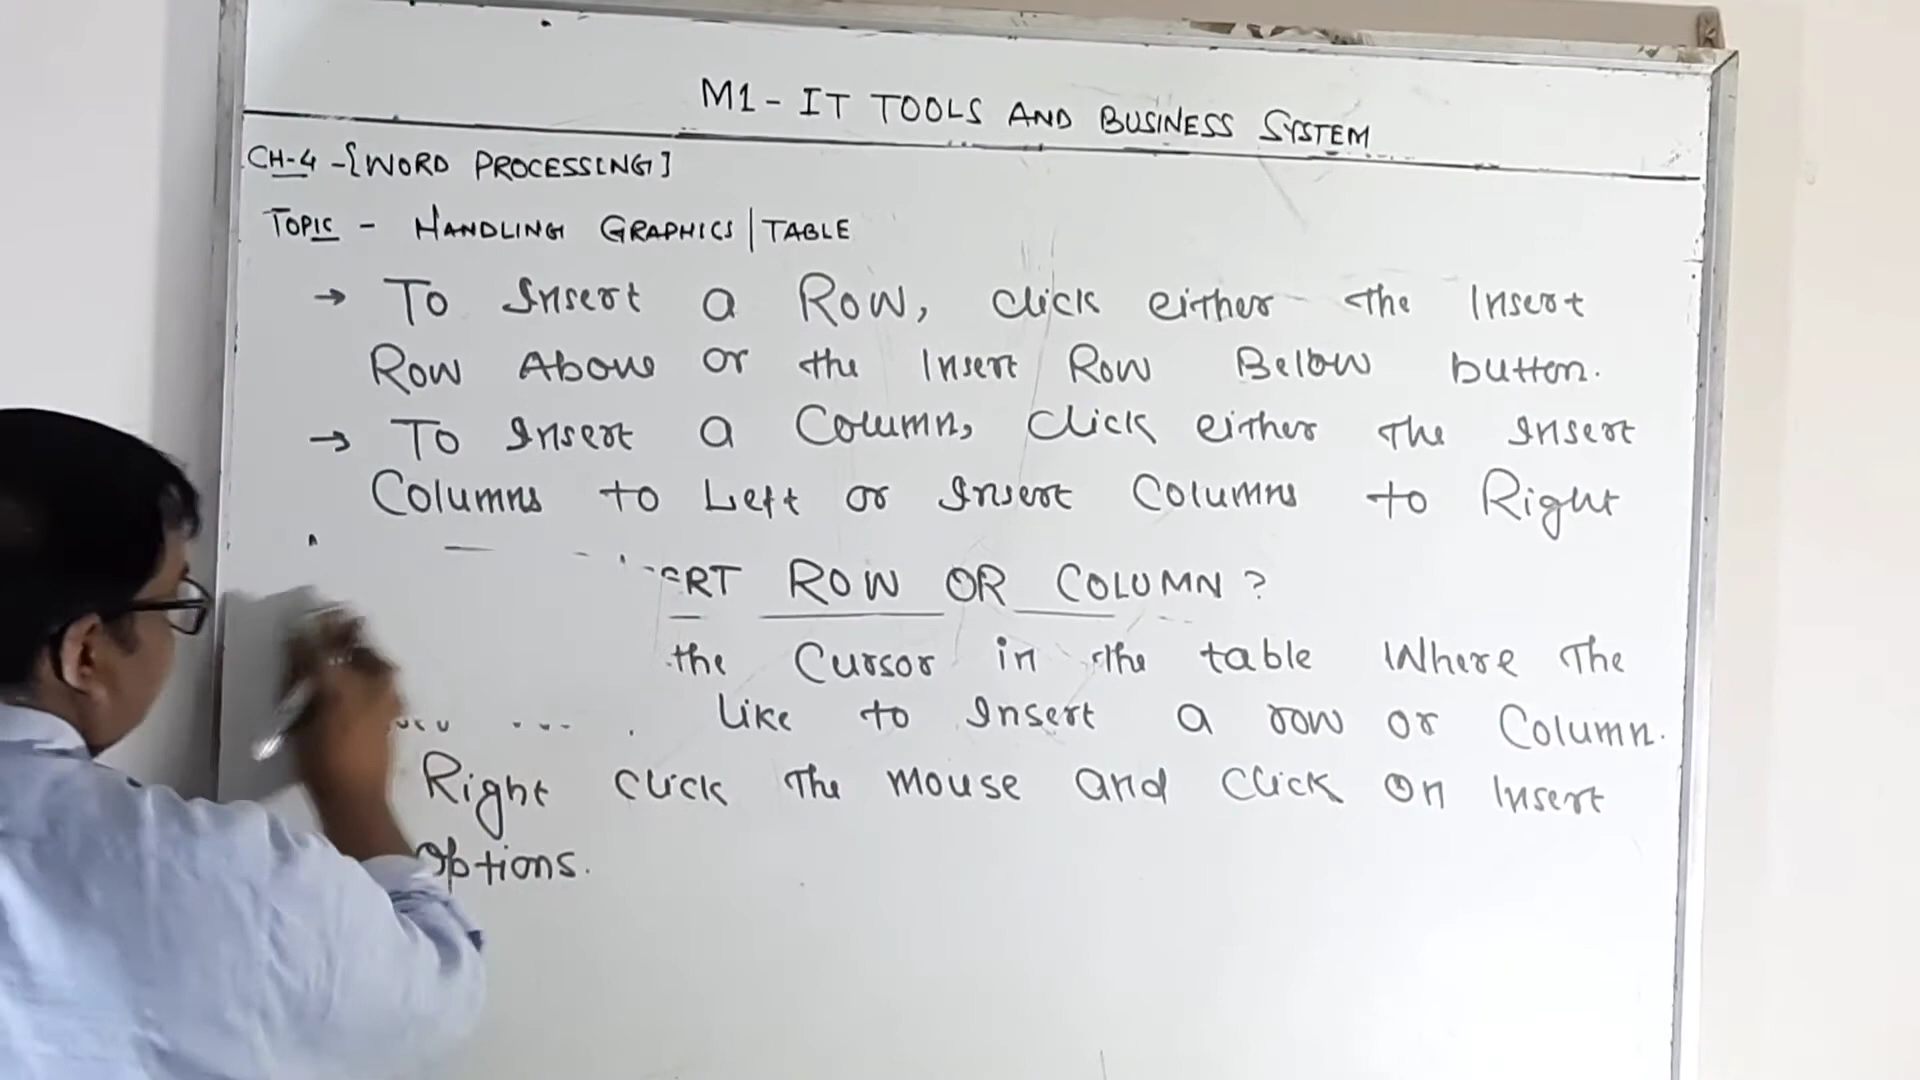 M1 - IT TOOLS AND BUSINESS SYSTEM
CH-4 - [WORD PROCESSING]
TOPIC - HANDLING GRAPHICS | TABLE
→ To Insert a Row, click either the Insert
Row Above or the Insert Row Below button.
→ To Insert a Column, Click either the Insert
Columns to Left or Insert Columns to Right
ERT ROW OR COLUMN ?
the Cursor in the table Where The
like to Insert a row or Column.
Right click the mouse and Click on Insert
Options.